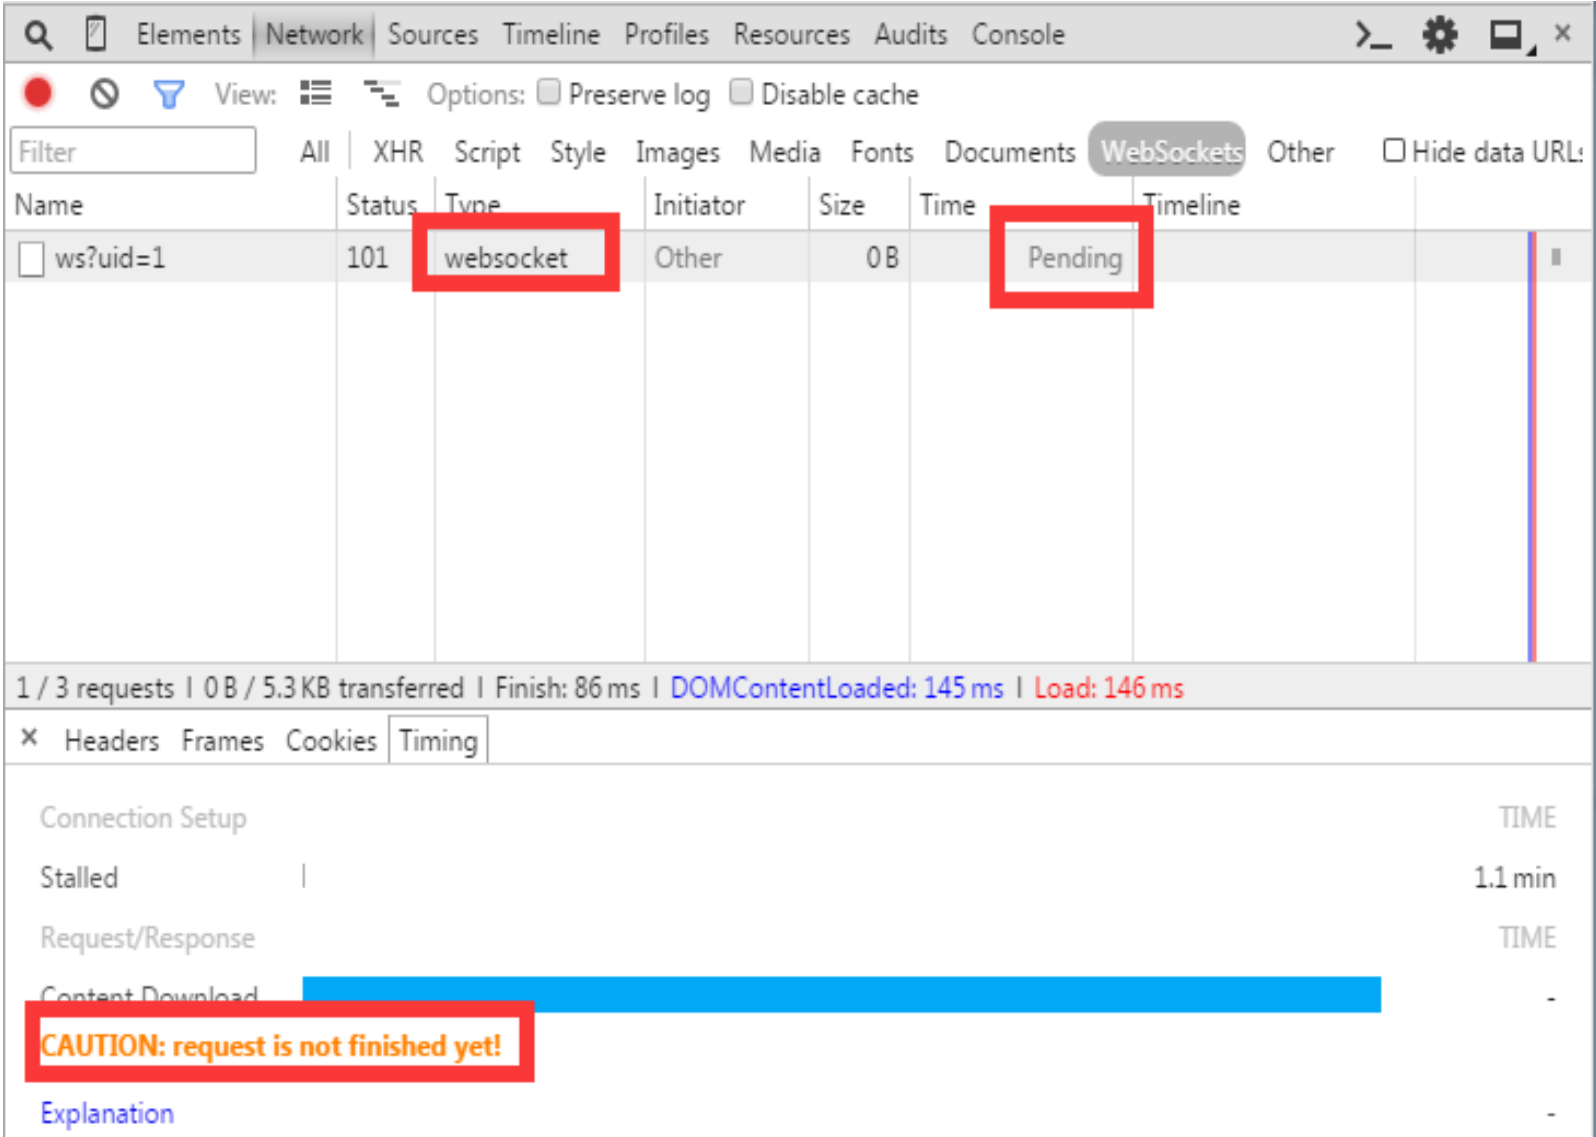 Elements Network Sources Timeline Profiles Resources Audits Console
View: Options: Preserve log Disable cache
Filter All XHR Script Style Images Media Fonts Documents WebSockets Other Hide data URLs
Name Status Type Initiator Size Time Timeline
ws?uid=1 101 websocket Other 0 B Pending
1 / 3 requests | 0 B / 5.3 KB transferred | Finish: 86 ms | DOMContentLoaded: 145 ms | Load: 146 ms
× Headers Frames Cookies Timing
Connection Setup TIME
Stalled 1.1 min
Request/Response TIME
Content Download -
CAUTION: request is not finished yet!
Explanation -